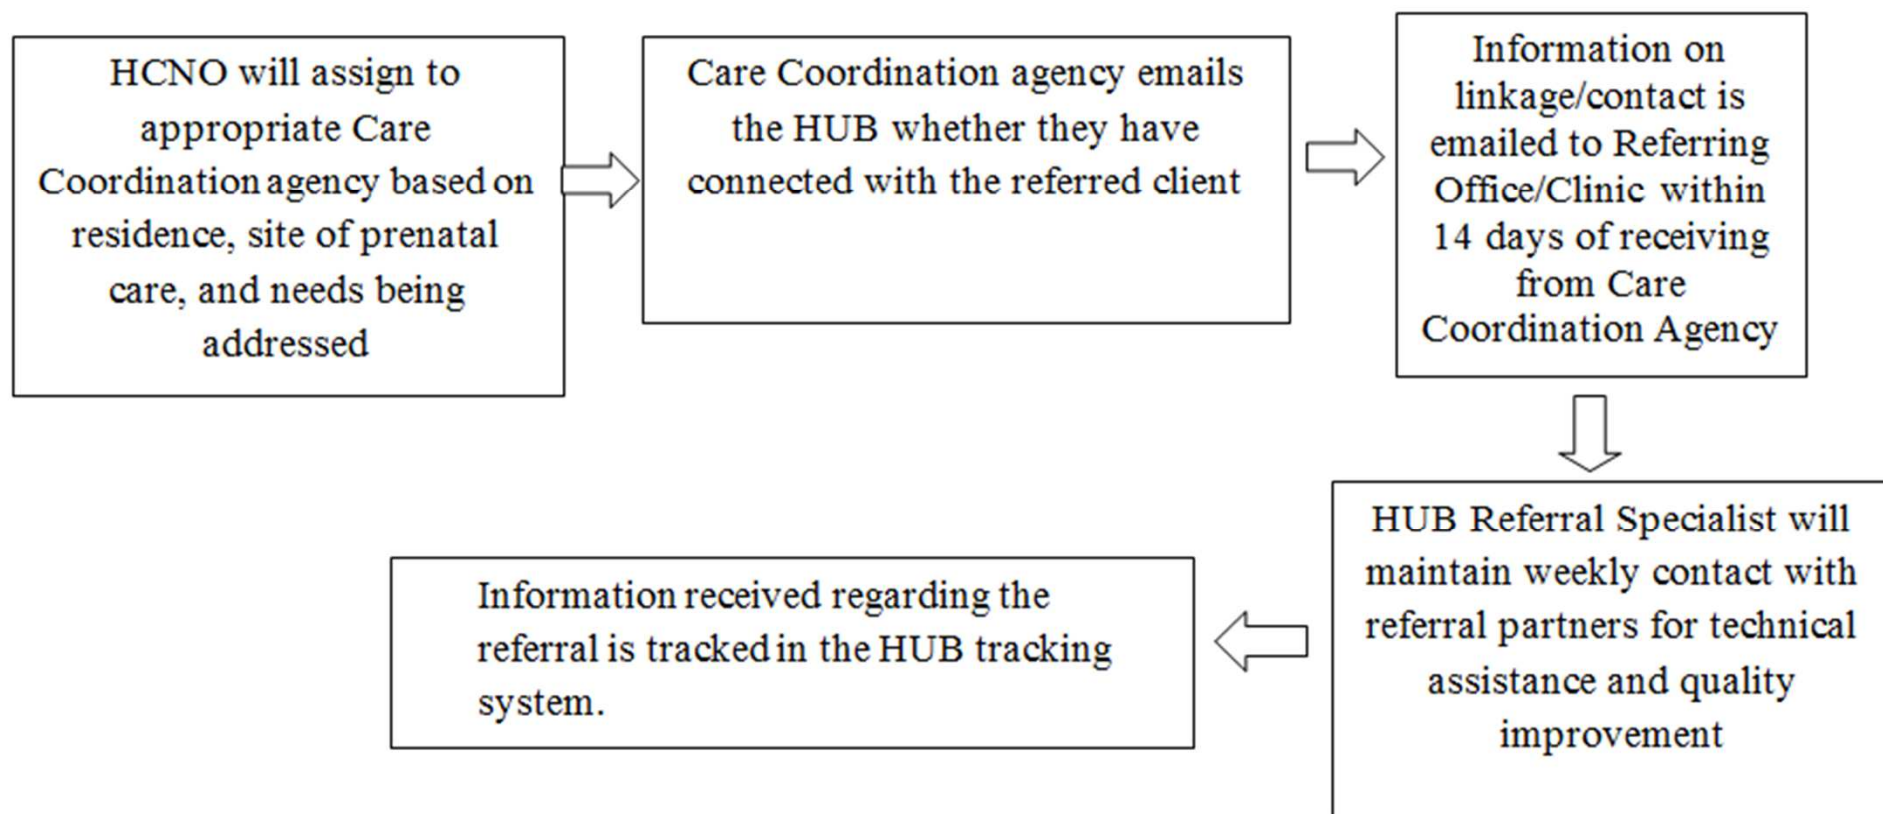 HCNO will assign to
appropriate Care
Coordination agency based on
residence, site of prenatal
care, and needs being
addressed
Care Coordination agency emails
the HUB whether they have
connected with the referred client
Information on
linkage/contact is
emailed to Referring
Office/Clinic within
14 days of receiving
from Care
Coordination Agency
HUB Referral Specialist will
maintain weekly contact with
referral partners for technical
assistance and quality
improvement
Information received regarding the
referral is tracked in the HUB tracking
system.